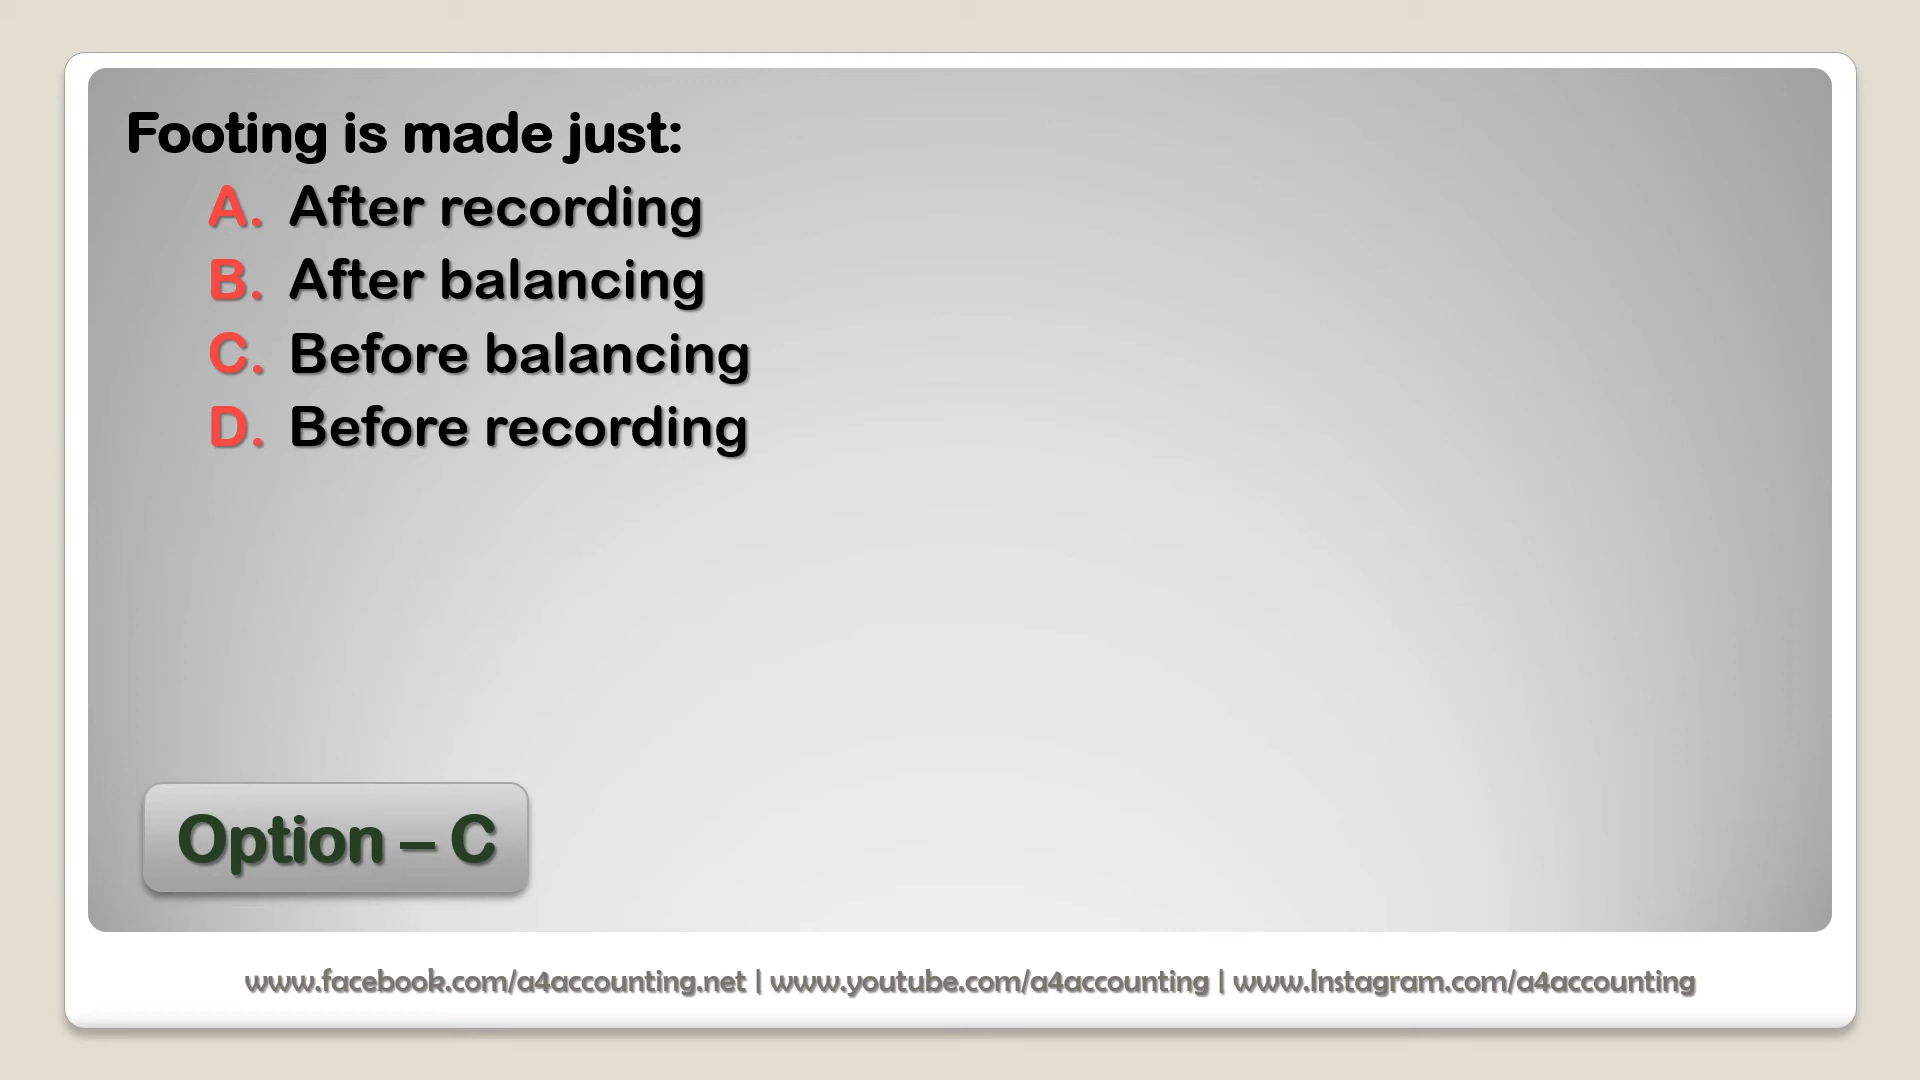 Footing is made just:
A. After recording
B. After balancing
C. Before balancing
D. Before recording
Option – C
www.facebook.com/a4accounting.net | www.youtube.com/a4accounting | www.Instagram.com/a4accounting